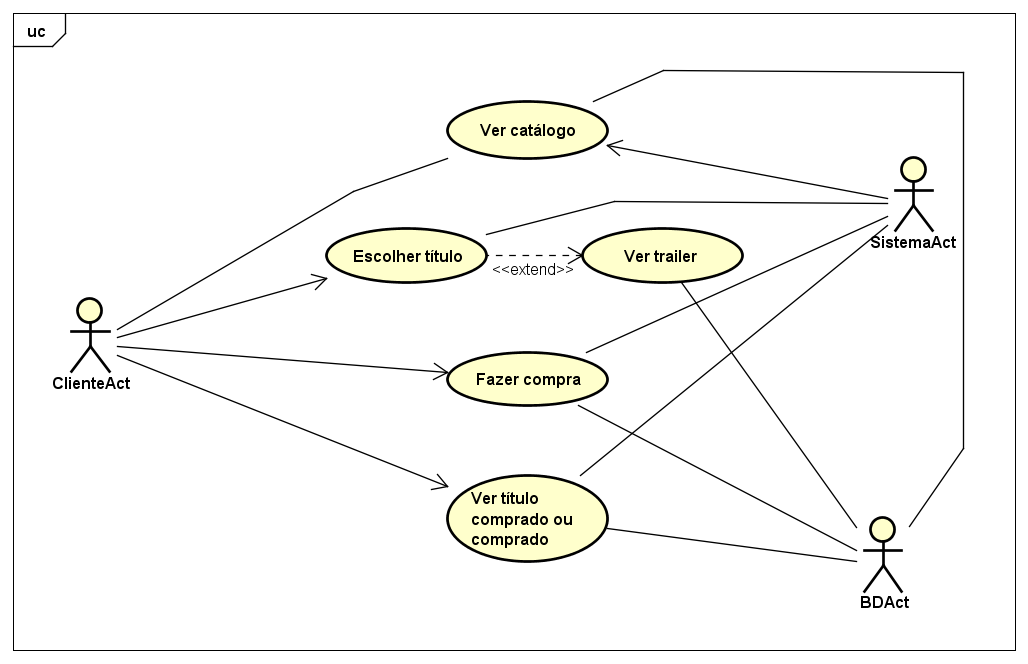 uc
Ver catálogo
SistemaAct
Escolher título
<<extend>>
Ver trailer
ClienteAct
Fazer compra
Ver título
comprado ou
comprado
BDAct